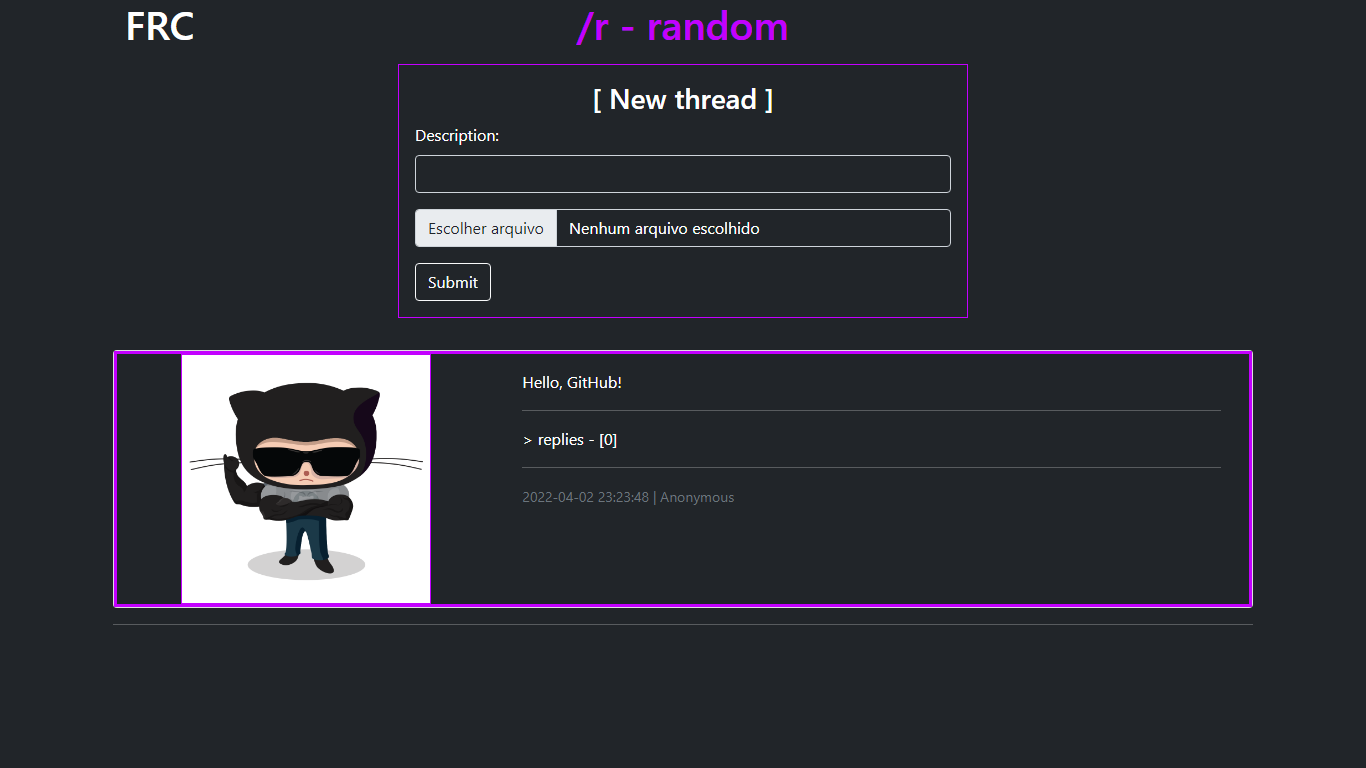 FRC
/r - random
[ New thread ]
Description:
Escolher arquivo
Nenhum arquivo escolhido
Submit
Hello, GitHub!
> replies - [0]
2022-04-02 23:23:48 | Anonymous